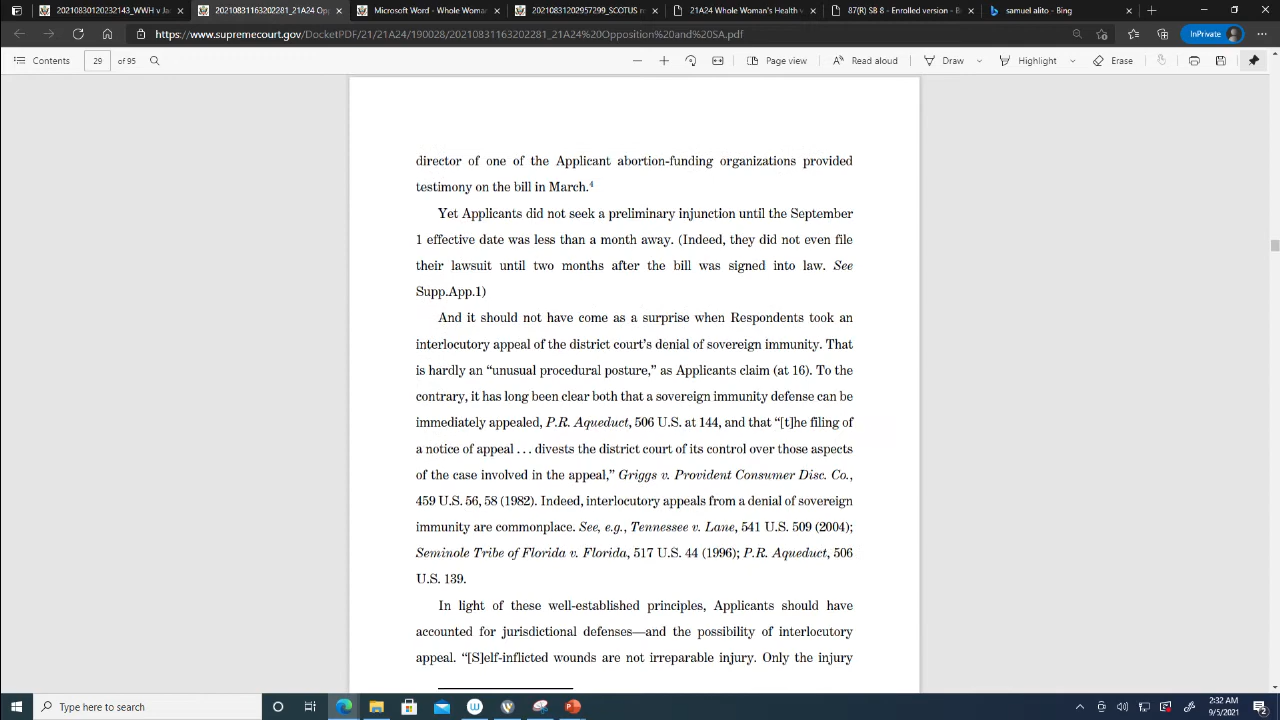 20210830123232143_WWH v Ja
20210831163202281_21A24 Op
Microsoft Word - Whole Woma
20210831203957299_SCOTUS r
21A24 Whole Woman's Health v
87(R) SB 8 - Enrolled version - B
samuel alito - Bing
https://www.supremecourt.gov/DocketPDF/21/21A24/190028/20210831163202281_21A24%20Opposition%20and%20SA.pdf
InPrivate
Contents 29 of 95
Page view Read aloud Draw Highlight Erase
director of one of the Applicant abortion-funding organizations provided
testimony on the bill in March.4
Yet Applicants did not seek a preliminary injunction until the September
1 effective date was less than a month away. (Indeed, they did not even file
their lawsuit until two months after the bill was signed into law. See
Supp.App.1)
And it should not have come as a surprise when Respondents took an
interlocutory appeal of the district court's denial of sovereign immunity. That
is hardly an “unusual procedural posture,” as Applicants claim (at 16). To the
contrary, it has long been clear both that a sovereign immunity defense can be
immediately appealed, P.R. Aqueduct, 506 U.S. at 144, and that “[t]he filing of
a notice of appeal . . . divests the district court of its control over those aspects
of the case involved in the appeal,” Griggs v. Provident Consumer Disc. Co.,
459 U.S. 56, 58 (1982). Indeed, interlocutory appeals from a denial of sovereign
immunity are commonplace. See, e.g., Tennessee v. Lane, 541 U.S. 509 (2004);
Seminole Tribe of Florida v. Florida, 517 U.S. 44 (1996); P.R. Aqueduct, 506
U.S. 139.
In light of these well-established principles, Applicants should have
accounted for jurisdictional defenses—and the possibility of interlocutory
appeal. “[S]elf-inflicted wounds are not irreparable injury. Only the injury
Type here to search
2:32 AM
9/5/2021